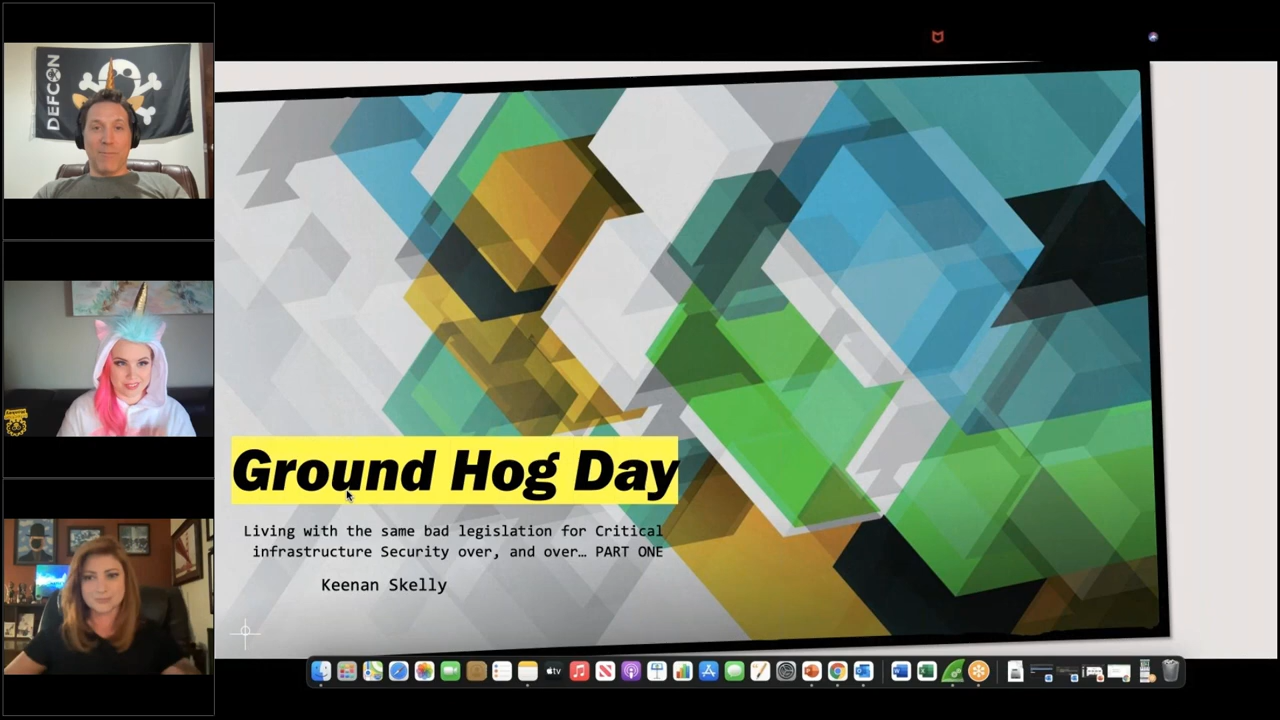 DEFCON
Ground Hog Day
Living with the same bad legislation for Critical
infrastructure Security over, and over… PART ONE
Keenan Skelly
tv